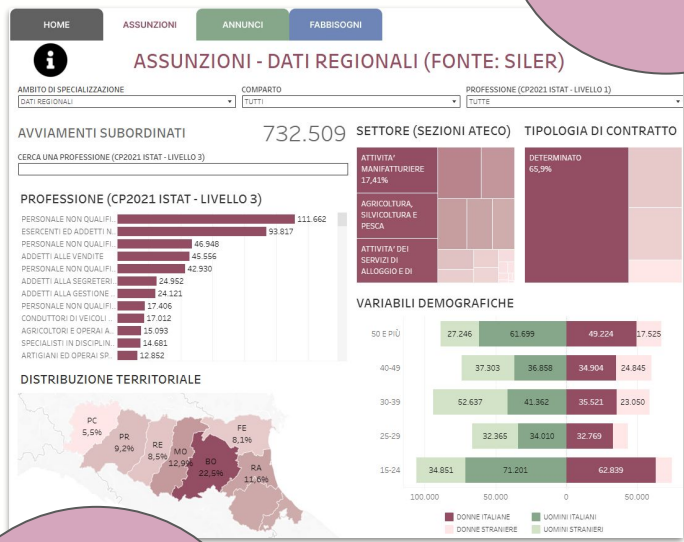 HOME ASSUNZIONI ANNUNCI FABBISOGNI
i
ASSUNZIONI - DATI REGIONALI (FONTE: SILER)
AMBITO DI SPECIALIZZAZIONE COMPARTO PROFESSIONE (CP2021 ISTAT - LIVELLO 1)
DATI REGIONALI TUTTI TUTTE
AVVIAMENTI SUBORDINATI 732.509
CERCA UNA PROFESSIONE (CP2021 ISTAT - LIVELLO 3)
PROFESSIONE (CP2021 ISTAT - LIVELLO 3)
PERSONALE NON QUALIFI.. 111.662
ESERCENTI ED ADDETTI N.. 93.817
PERSONALE NON QUALIFI.. 46.948
ADDETTI ALLE VENDITE 45.556
PERSONALE NON QUALIFI.. 42.930
ADDETTI ALLA SEGRETERI.. 24.952
ADDETTI ALLA GESTIONE .. 24.121
PERSONALE NON QUALIFI.. 17.406
CONDUTTORI DI VEICOLI .. 17.012
AGRICOLTORI E OPERAI A.. 15.093
SPECIALISTI IN DISCIPLIN.. 14.681
ARTIGIANI ED OPERAI SP.. 12.852
DISTRIBUZIONE TERRITORIALE
PC
5,5%
PR
9,2%
RE
8,5%
MO
12,9%
BO
22,5%
FE
8,1%
RA
11,6%
SETTORE (SEZIONI ATECO)
ATTIVITA'
MANIFATTURIERE
17,41%
AGRICOLTURA,
SILVICOLTURA E
PESCA
ATTIVITA' DEI
SERVIZI DI
ALLOGGIO E DI
TIPOLOGIA DI CONTRATTO
DETERMINATO
65,9%
VARIABILI DEMOGRAFICHE
50 E PIÙ 27.246 61.699 49.224 17.525
40-49 37.303 36.858 34.904 24.845
30-39 52.637 41.362 35.521 23.050
25-29 32.365 34.010 32.769
15-24 34.851 71.201 62.839
100.000 50.000 0 50.000
DONNE ITALIANE UOMINI ITALIANI
DONNE STRANIERE UOMINI STRANIERI